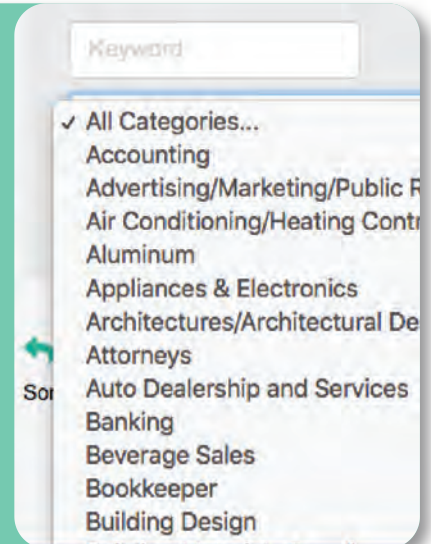 Keyword
✓ All Categories...
Accounting
Advertising/Marketing/Public R
Air Conditioning/Heating Contr
Aluminum
Appliances & Electronics
Architectures/Architectural De
Attorneys
Sor
Auto Dealership and Services
Banking
Beverage Sales
Bookkeeper
Building Design